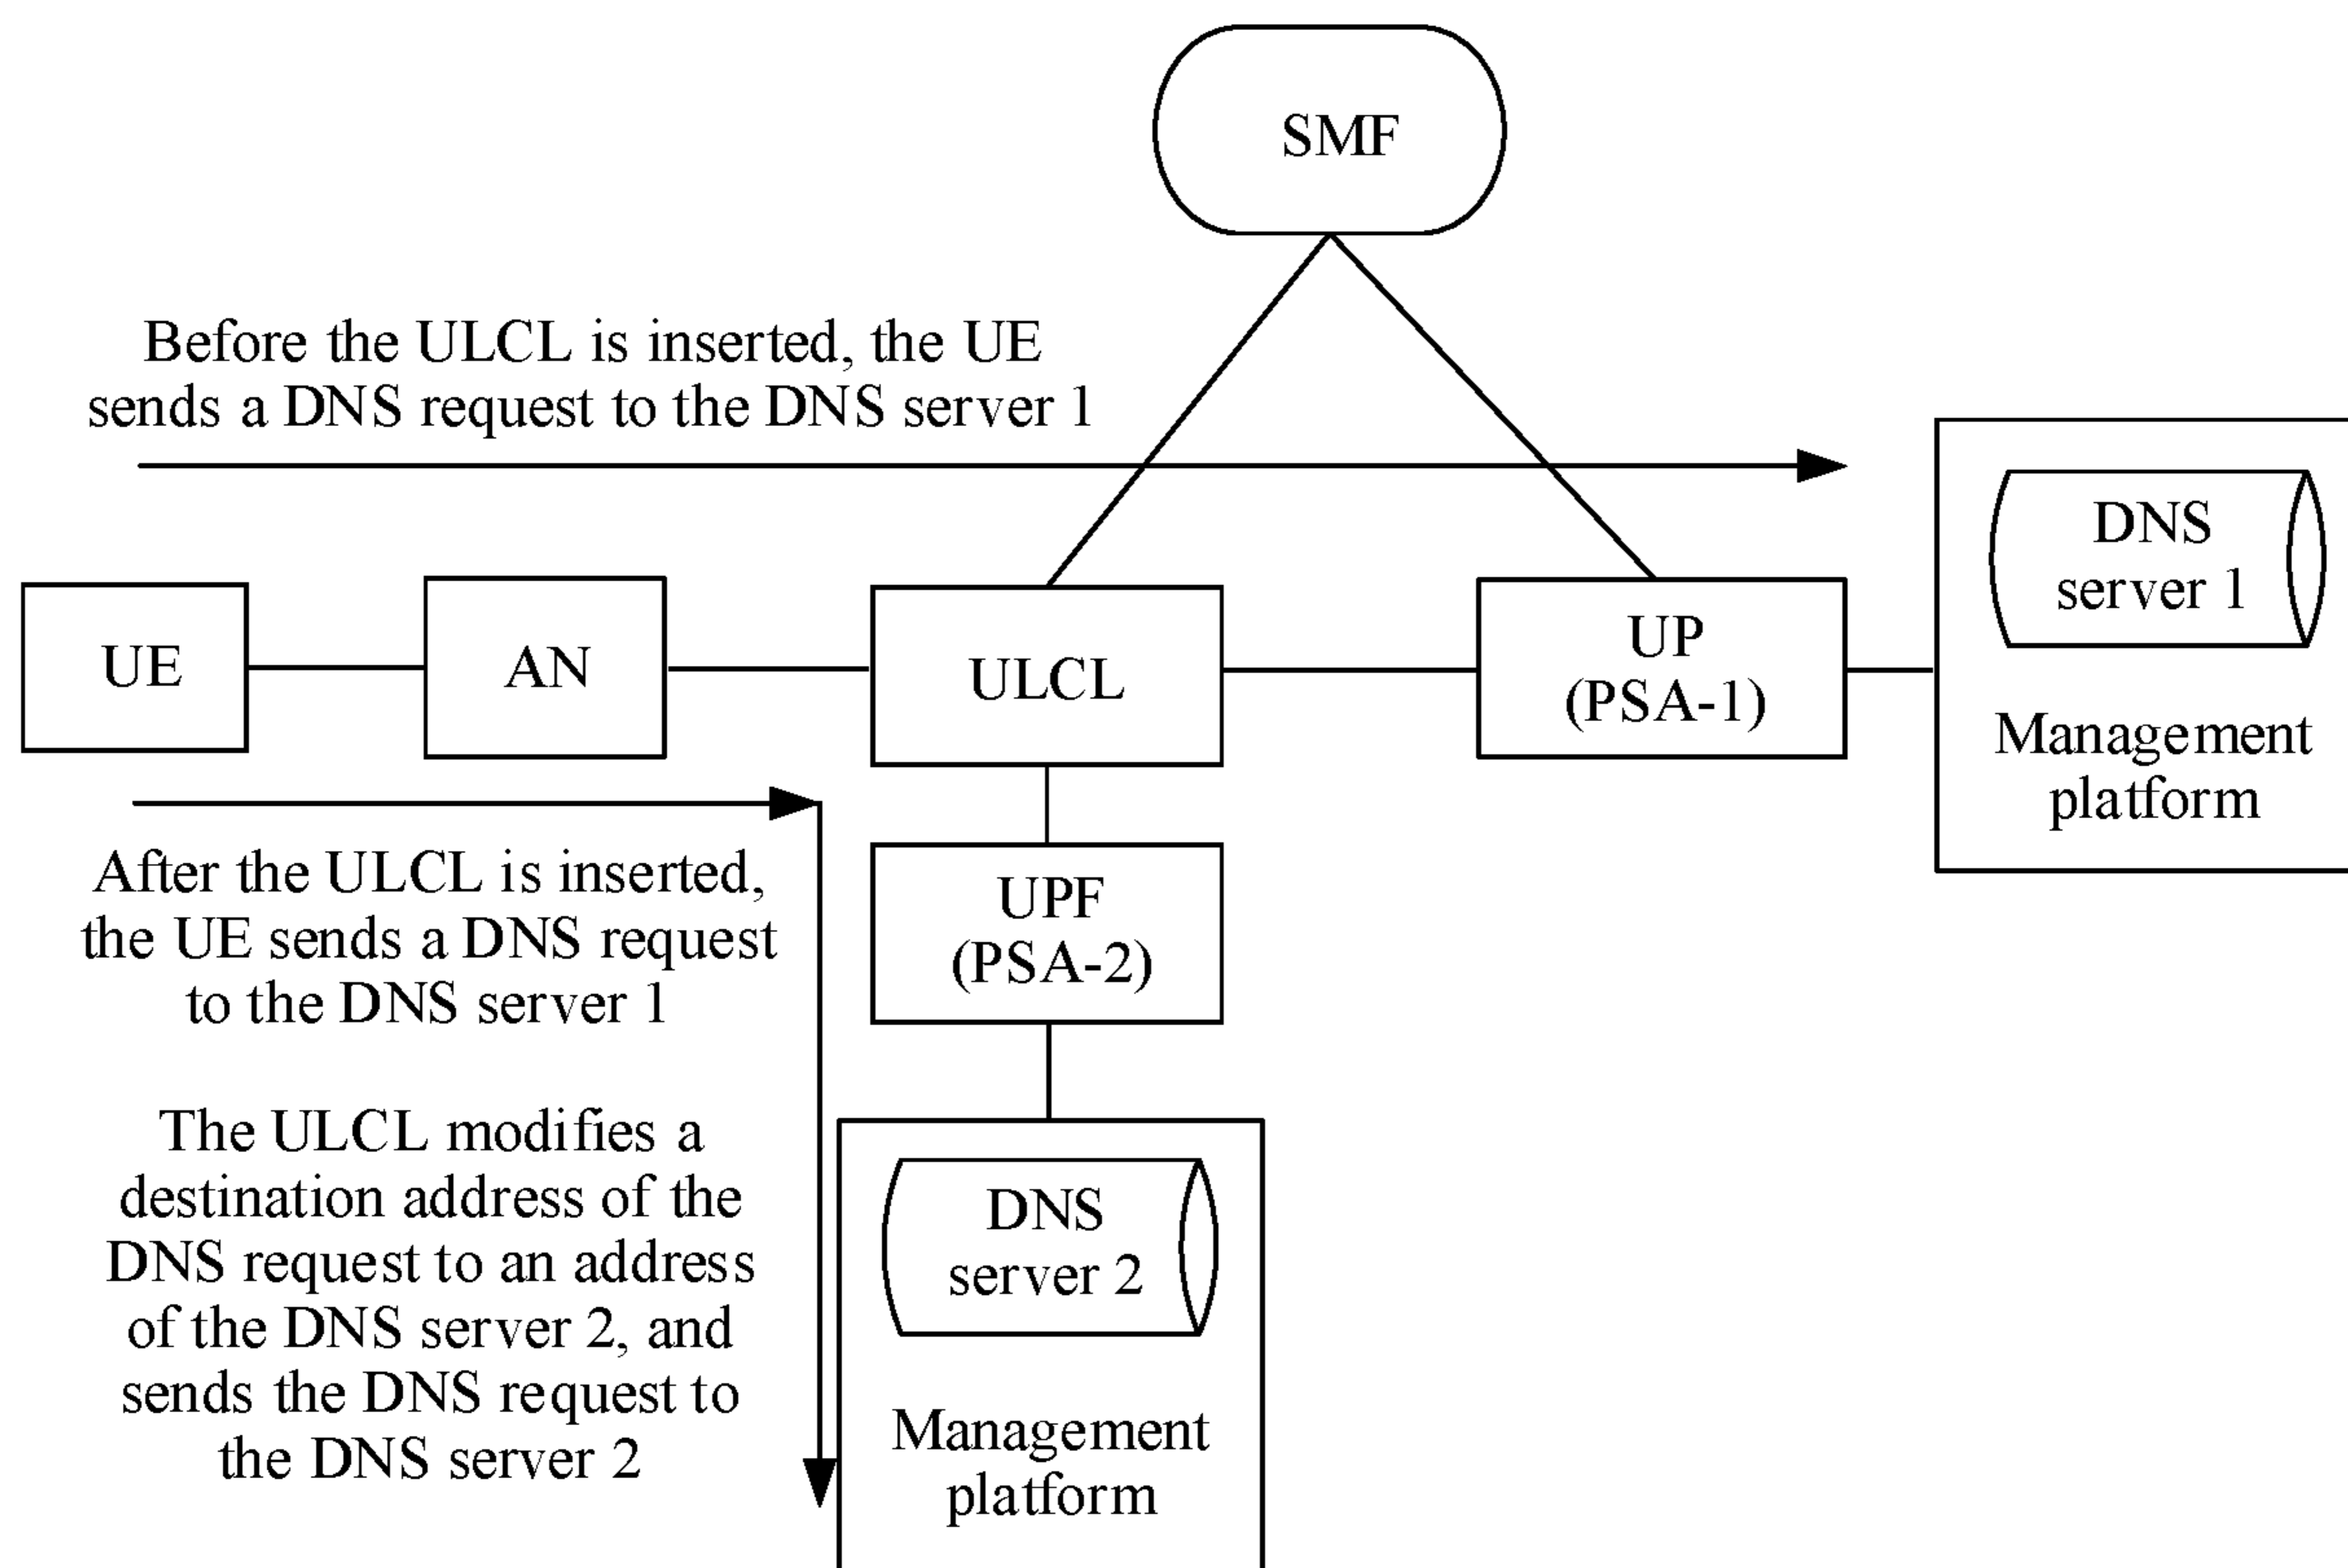 SMF
Before the ULCL is inserted, the UE
sends a DNS request to the DNS server 1
DNS
server 1
Management
platform
UE
AN
ULCL
UP
(PSA-1)
After the ULCL is inserted,
the UE sends a DNS request
to the DNS server 1
UPF
(PSA-2)
The ULCL modifies a
destination address of the
DNS request to an address
of the DNS server 2, and
sends the DNS request to
the DNS server 2
DNS
server 2
Management
platform